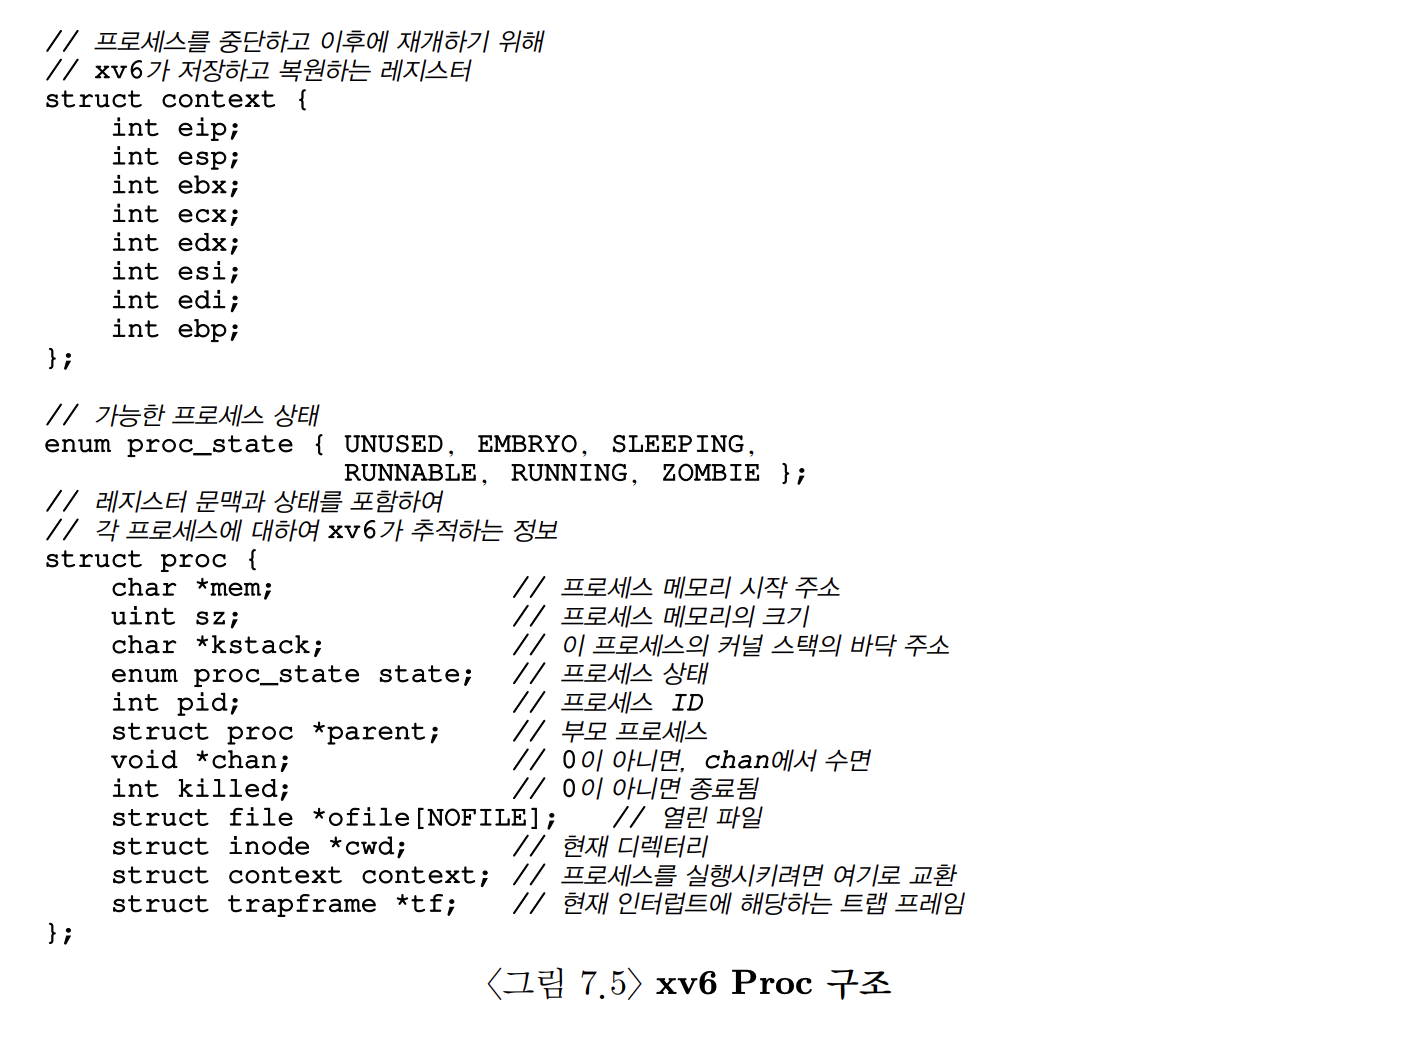 // 프로세스를 중단하고 이후에 재개하기 위해
// xv6가 저장하고 복원하는 레지스터
struct context {
    int eip;
    int esp;
    int ebx;
    int ecx;
    int edx;
    int esi;
    int edi;
    int ebp;
};
// 가능한 프로세스 상태
enum proc_state { UNUSED, EMBRYO, SLEEPING,
                  RUNNABLE, RUNNING, ZOMBIE };
// 레지스터 문맥과 상태를 포함하여
// 각 프로세스에 대하여 xv6가 추적하는 정보
struct proc {
    char *mem;              // 프로세스 메모리 시작 주소
    uint sz;                // 프로세스 메모리의 크기
    char *kstack;           // 이 프로세스의 커널 스택의 바닥 주소
    enum proc_state state;  // 프로세스 상태
    int pid;                // 프로세스 ID
    struct proc *parent;    // 부모 프로세스
    void *chan;             // 0이 아니면, chan에서 수면
    int killed;             // 0이 아니면 종료됨
    struct file *ofile[NOFILE];   // 열린 파일
    struct inode *cwd;      // 현재 디렉터리
    struct context context; // 프로세스를 실행시키려면 여기로 교환
    struct trapframe *tf;   // 현재 인터럽트에 해당하는 트랩 프레임
};
〈그림 7.5〉 xv6 Proc 구조